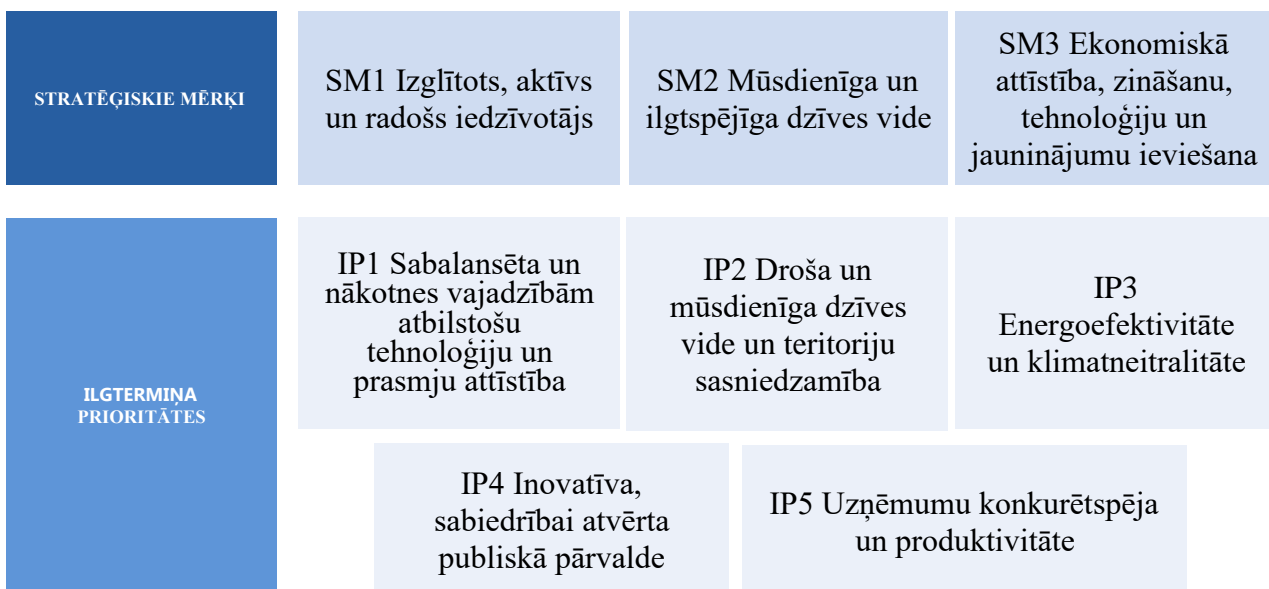 STRATĒĢISKIE MĒRĶI
SM1 Izglītots, aktīvs
un radošs iedzīvotājs
SM2 Mūsdienīga un
ilgtspējīga dzīves vide
SM3 Ekonomiskā
attīstība, zināšanu,
tehnoloģiju un
jauninājumu ieviešana
ILGTERMIŅA
PRIORITĀTES
IP1 Sabalansēta un
nākotnes vajadzībām
atbilstošu
tehnoloģiju un
prasmju attīstība
IP2 Droša un
mūsdienīga dzīves
vide un teritoriju
sasniedzamība
IP3
Energoefektivitāte
un klimatneitralitāte
IP4 Inovatīva,
sabiedrībai atvērta
publiskā pārvalde
IP5 Uzņēmumu konkurētspēja
un produktivitāte